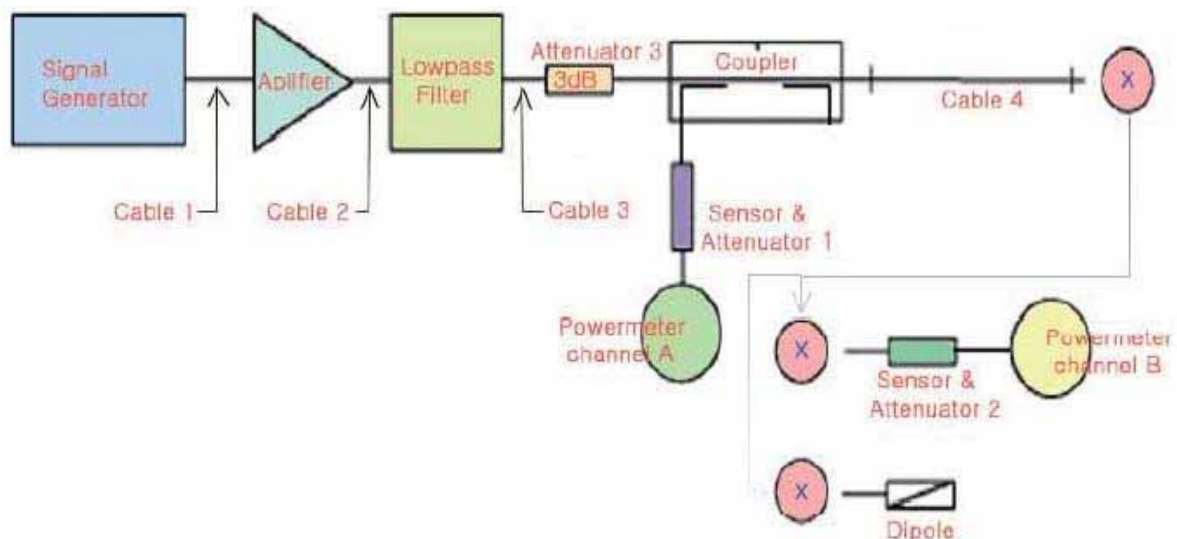 Signal
Generator
Aplifier
Lowpass
Filter
Attenuator 3
3dB
Coupler
Cable 4
X
Cable 1
Cable 2
Cable 3
Sensor &
Attenuator 1
Powermeter
channel A
X
Sensor &
Attenuator 2
Powermeter
channel B
X
Dipole